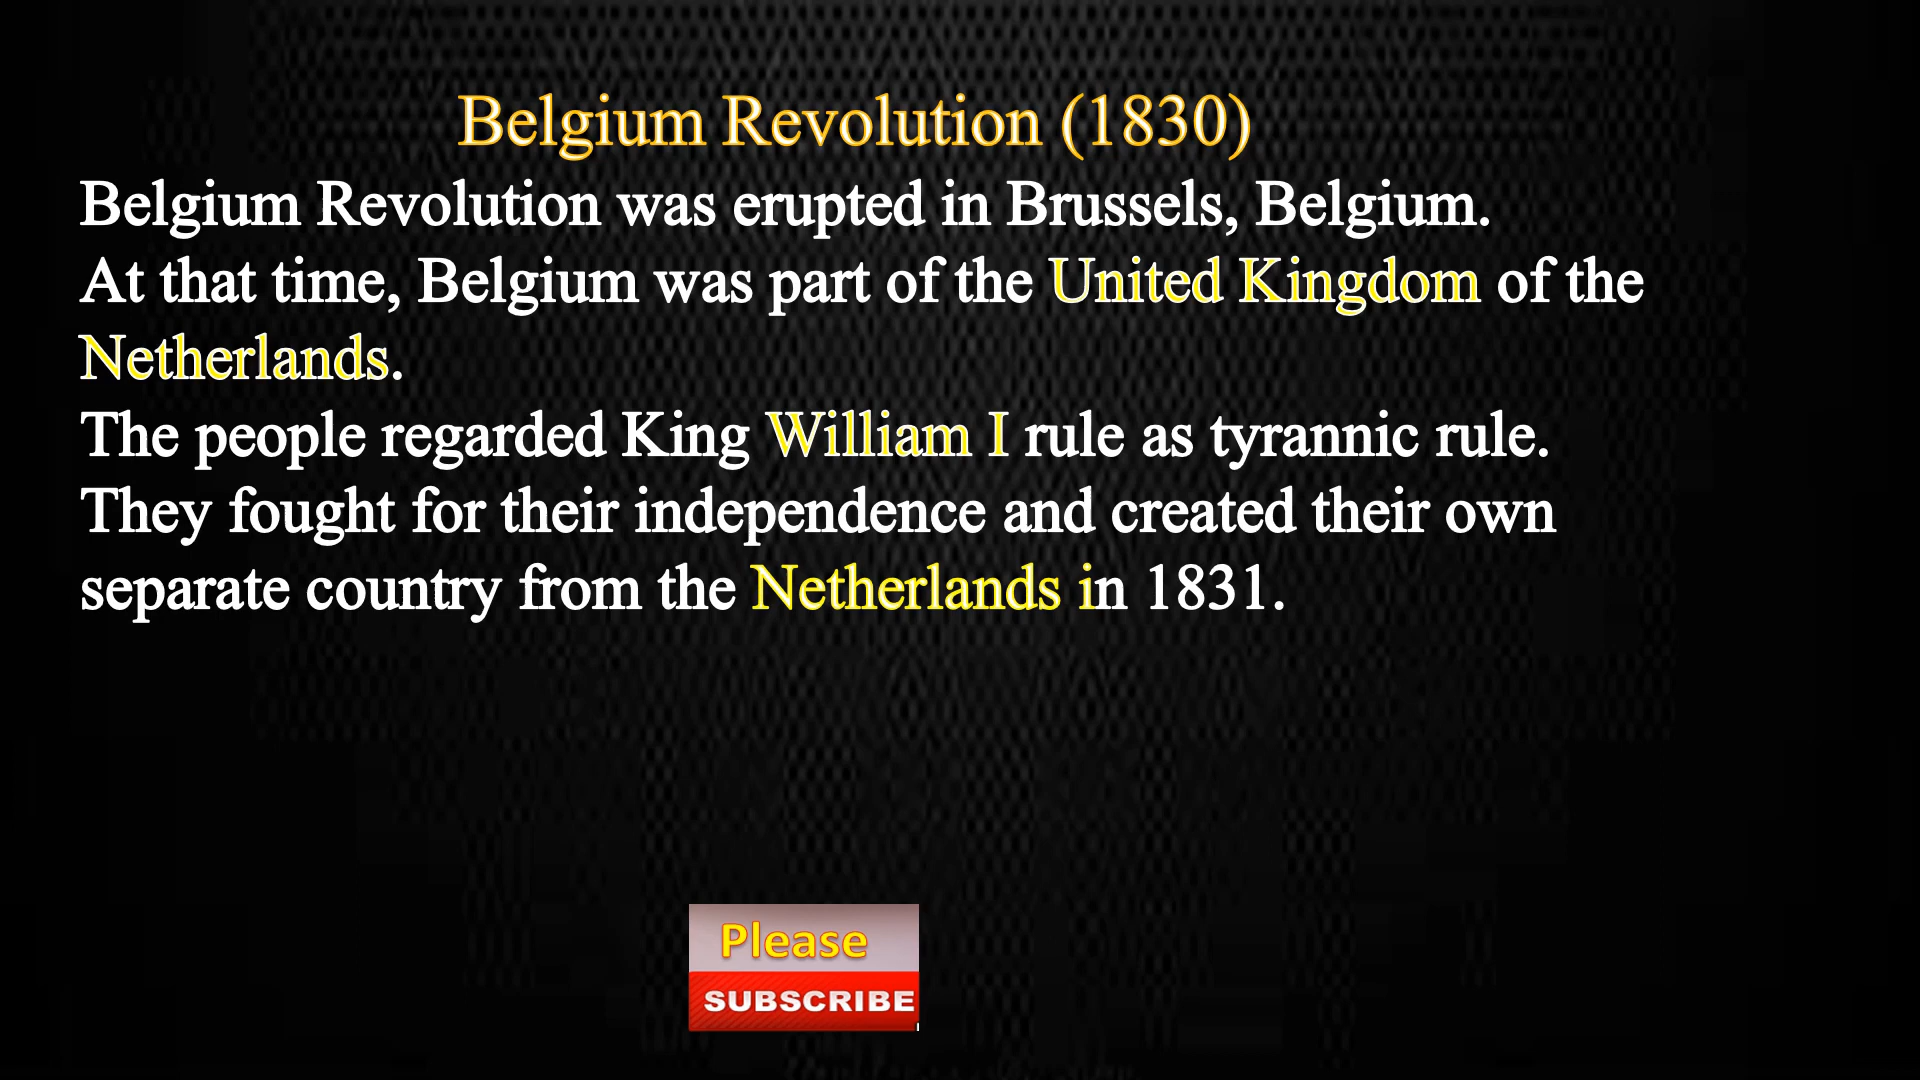 Belgium Revolution (1830)
Belgium Revolution was erupted in Brussels, Belgium.
At that time, Belgium was part of the United Kingdom of the
Netherlands.
The people regarded King William I rule as tyrannic rule.
They fought for their independence and created their own
separate country from the Netherlands in 1831.
Please
SUBSCRIBE